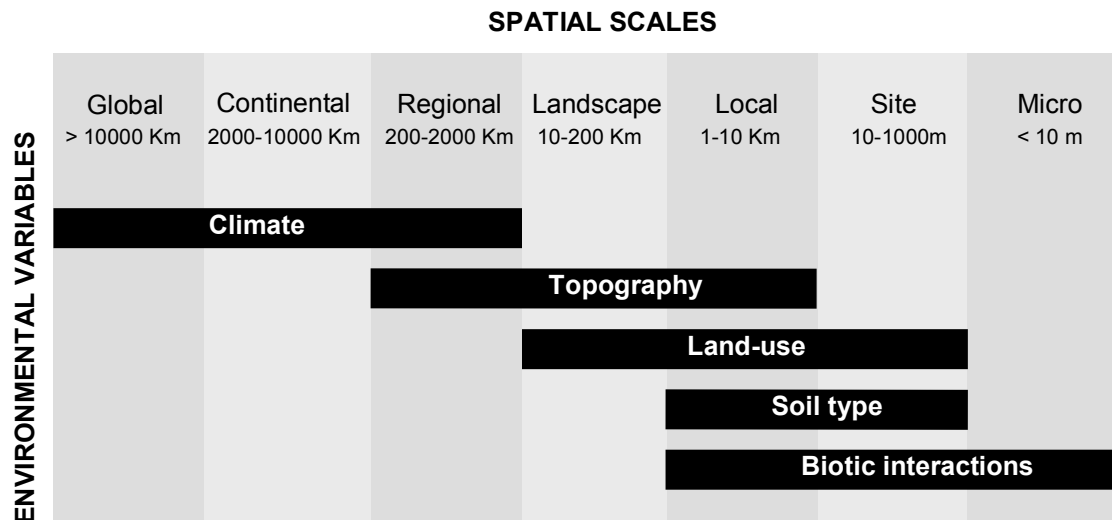 SPATIAL SCALES
Global Continental Regional Landscape Local Site Micro
> 10000 Km 2000-10000 Km 200-2000 Km 10-200 Km 1-10 Km 10-1000m < 10 m
ENVIRONMENTAL VARIABLES
Climate
Topography
Land-use
Soil type
Biotic interactions